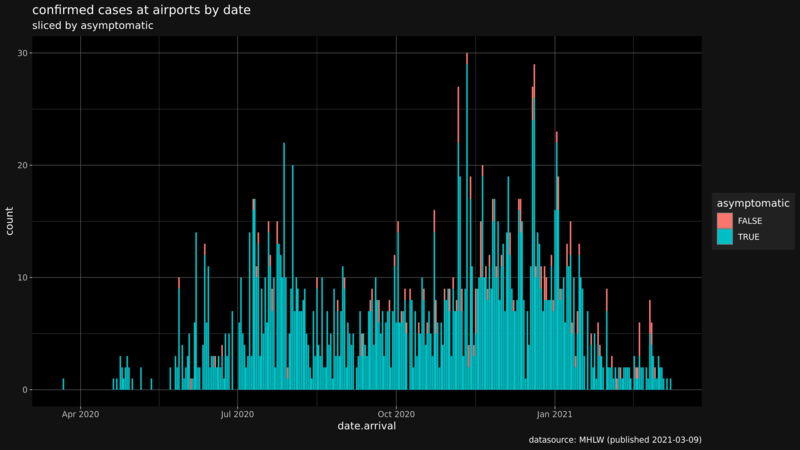 confirmed cases at airports by date
sliced by asymptomatic
30
20
10
0
count
Apr 2020
Jul 2020
Oct 2020
Jan 2021
date.arrival
asymptomatic
FALSE
TRUE
datasource: MHLW (published 2021-03-09)